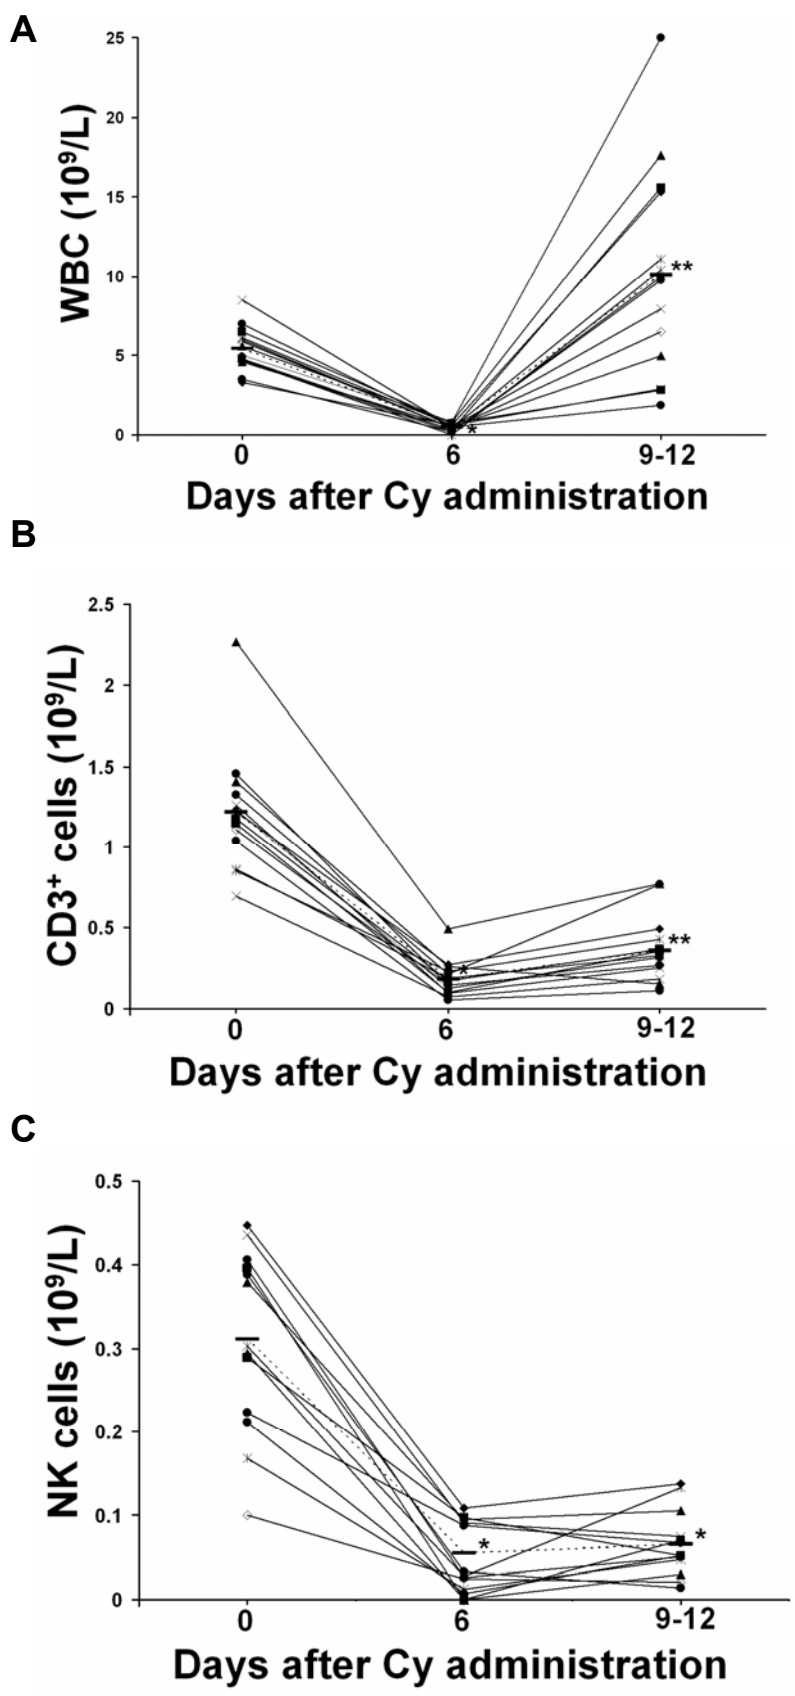 A
WBC (10⁹/L)
25
20
15
10
5
0
**
*
0 6 9-12
Days after Cy administration
B
CD3⁺ cells (10⁹/L)
2.5
2
1.5
1
0.5
0
*
**
0 6 9-12
Days after Cy administration
C
NK cells (10⁹/L)
0.5
0.4
0.3
0.2
0.1
0
*
*
0 6 9-12
Days after Cy administration